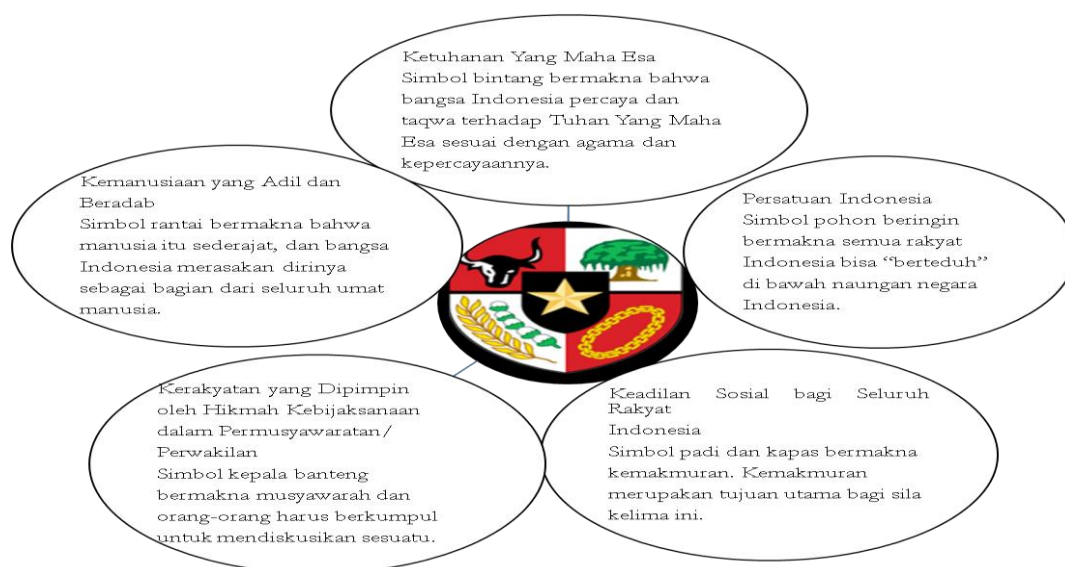 Ketuhanan Yang Maha Esa
Simbol bintang bermakna bahwa
bangsa Indonesia percaya dan
taqwa terhadap Tuhan Yang Maha
Esa sesuai dengan agama dan
kepercayaannya.
Kemanusiaan yang Adil dan
Beradab
Simbol rantai bermakna bahwa
manusia itu sederajat, dan bangsa
Indonesia merasakan dirinya
sebagai bagian dari seluruh umat
manusia.
Persatuan Indonesia
Simbol pohon beringin
bermakna semua rakyat
Indonesia bisa “berteduh”
di bawah naungan negara
Indonesia.
Kerakyatan yang Dipimpin
oleh Hikmah Kebijaksanaan
dalam Permusyawaratan/
Perwakilan
Simbol kepala banteng
bermakna musyawarah dan
orang-orang harus berkumpul
untuk mendiskusikan sesuatu.
Keadilan Sosial bagi Seluruh
Rakyat
Indonesia
Simbol padi dan kapas bermakna
kemakmuran. Kemakmuran
merupakan tujuan utama bagi sila
kelima ini.